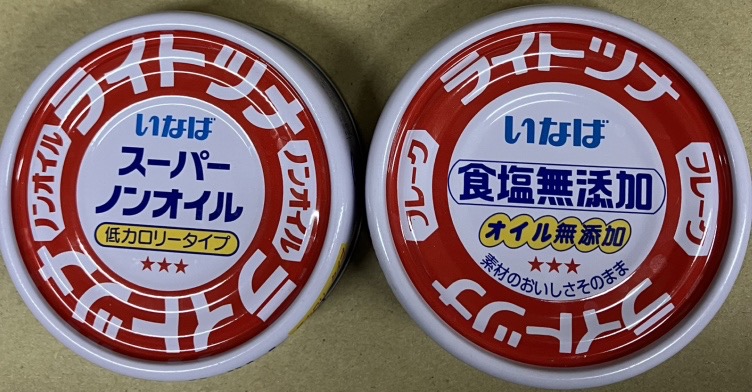 ライトツナ
いなば
スーパー
ノンオイル
低カロリータイプ
★★★
ノンオイル
ノンオイル
ライトツナ
ライトツナ
いなば
食塩無添加
オイル無添加
★★★
素材のおいしさそのまま
フレーク
フレーク
ライトツナ